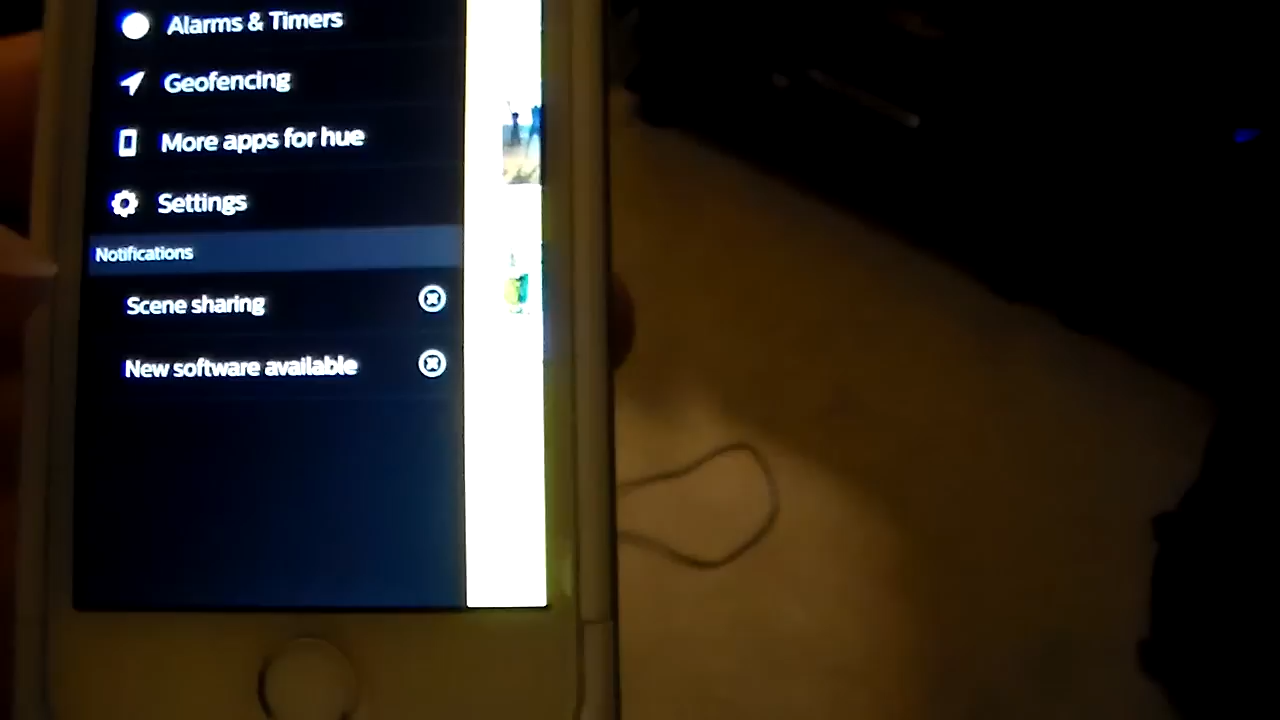 Alarms & Timers
Geofencing
More apps for hue
Settings
Notifications
Scene sharing
New software available